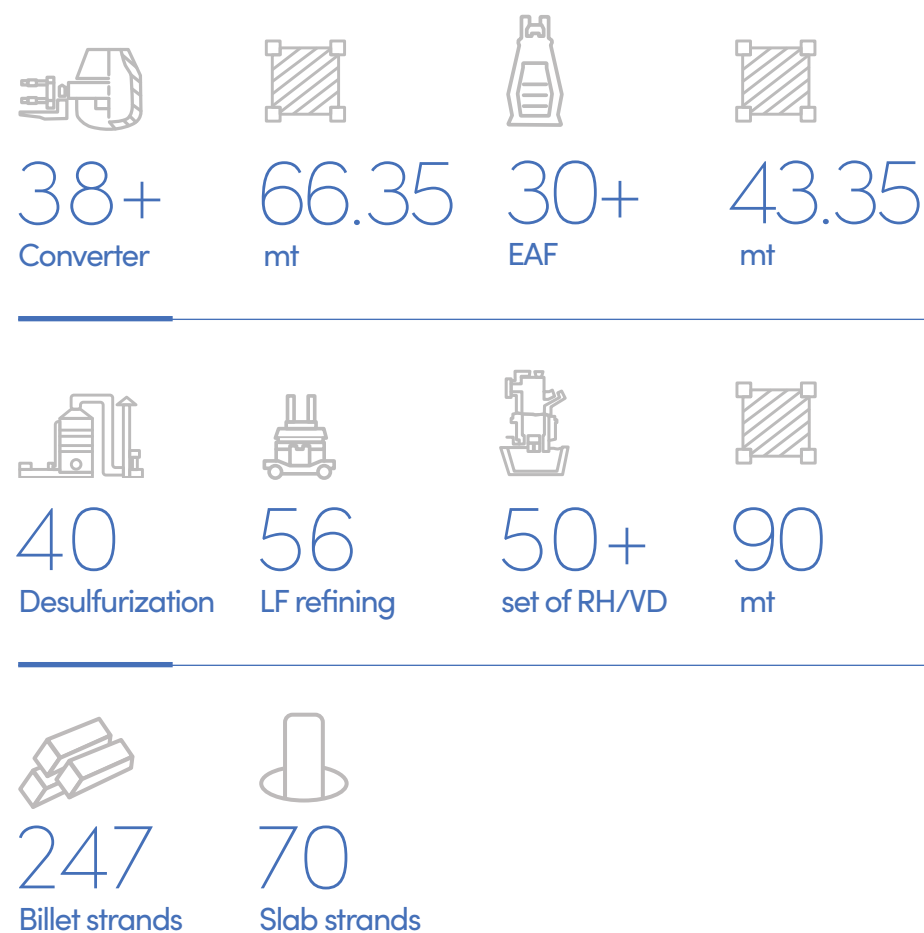 38+ 66.35 30+ 43.35
Converter mt EAF mt
40 56 50+ 90
Desulfurization LF refining set of RH/VD mt
247 70
Billet strands Slab strands